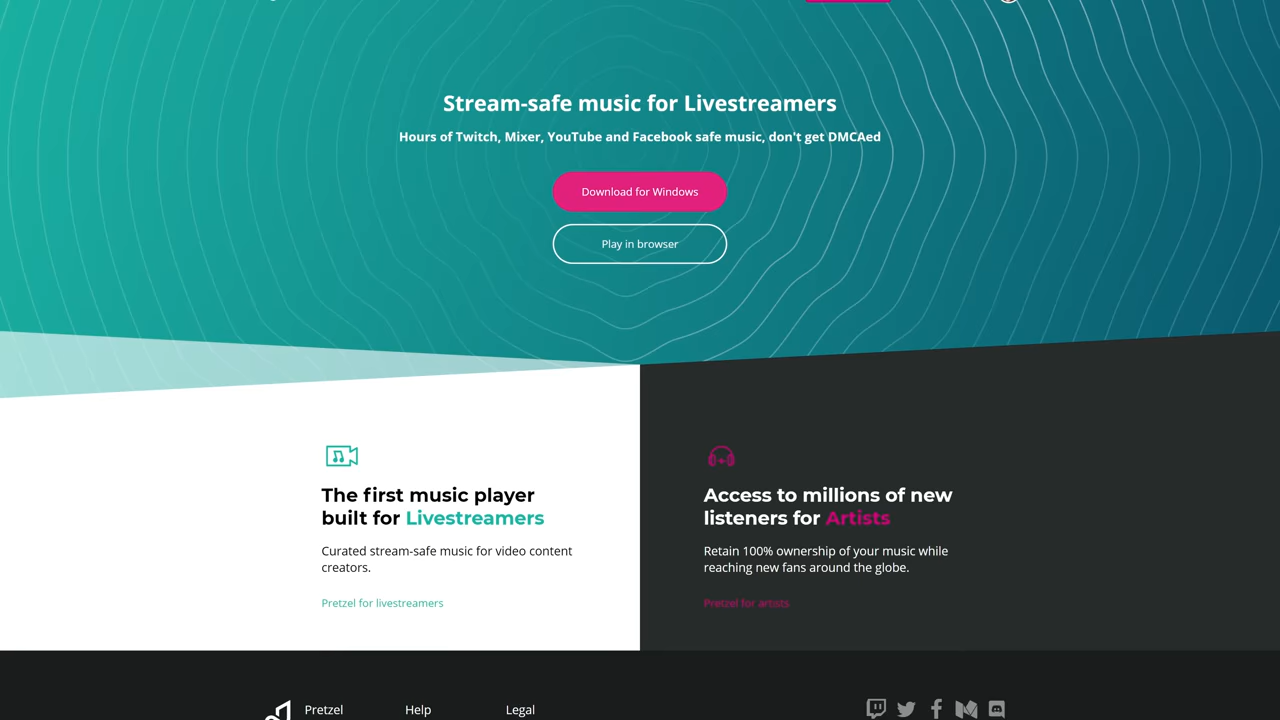 Stream-safe music for Livestreamers
Hours of Twitch, Mixer, YouTube and Facebook safe music, don't get DMCAed
Download for Windows
Play in browser
The first music player
built for Livestreamers
Curated stream-safe music for video content
creators.
Pretzel for livestreamers
Access to millions of new
listeners for Artists
Retain 100% ownership of your music while
reaching new fans around the globe.
Pretzel for artists
Pretzel
Help
Legal